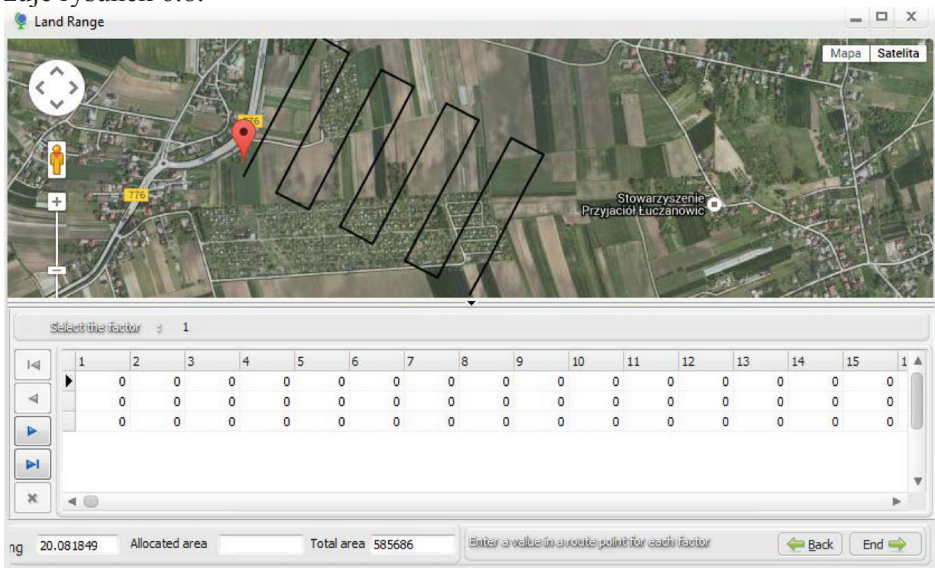 Land Range
Mapa Satelita
776
776
Stowarzyszenie
Przyjaciół Łuczanowic
Select the factor : 1
1 2 3 4 5 6 7 8 9 10 11 12 13 14 15 1
0 0 0 0 0 0 0 0 0 0 0 0 0 0 0
0 0 0 0 0 0 0 0 0 0 0 0 0 0 0
0 0 0 0 0 0 0 0 0 0 0 0 0 0 0
ng 20.081849 Allocated area Total area 585686 Enter a value in a route point for each factor Back End